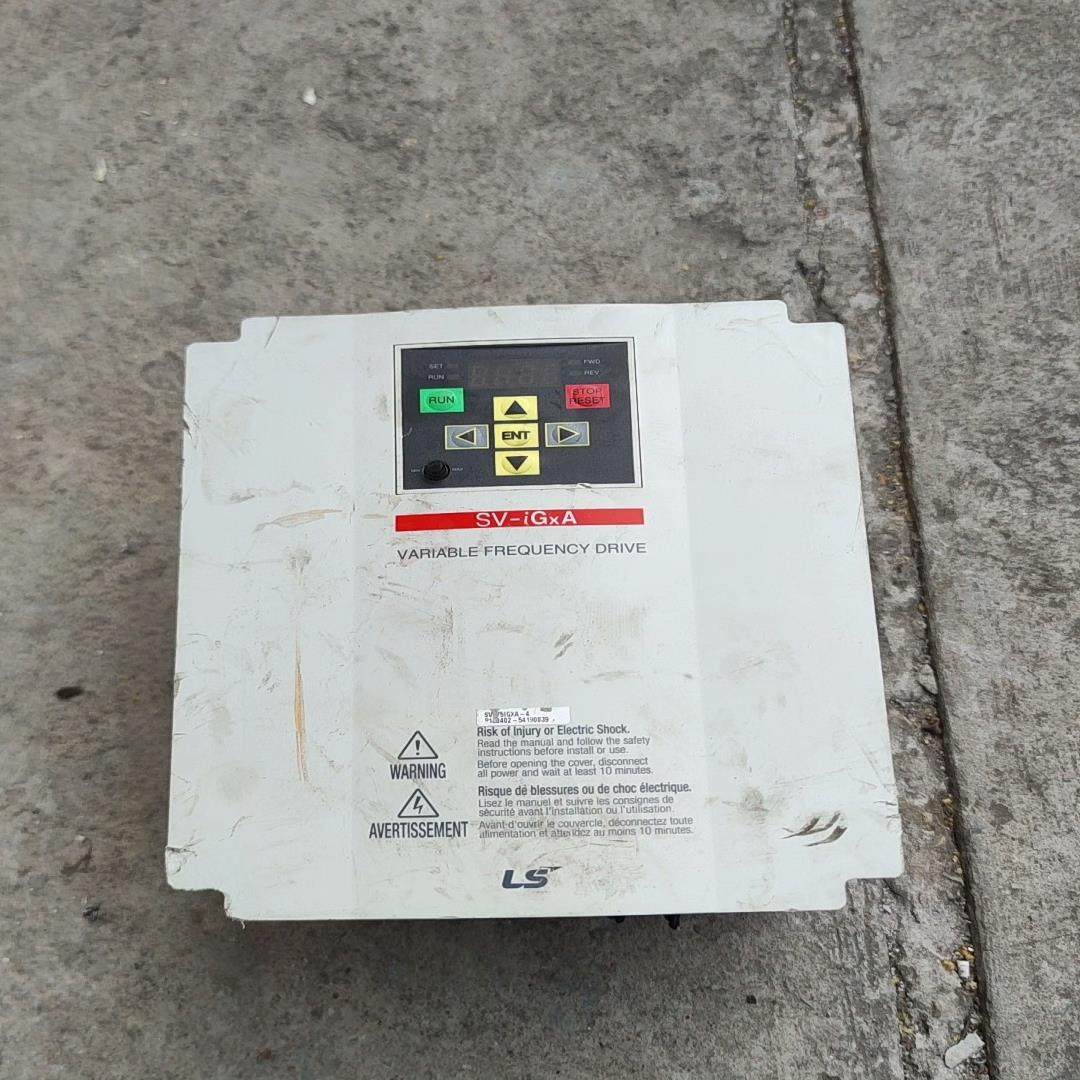 SET
RUN
FWD
REV
RUN
STOP
RESET
ENT
MIN
MAX
SV-iGxA
VARIABLE FREQUENCY DRIVE
Risk of Injury or Electric Shock.
Read the manual and follow the safety
instructions before install or use.
Before opening the cover, disconnect
all power and wait at least 10 minutes.
WARNING
Risque de blessures ou de choc électrique.
Lisez le manuel et suivre les consignes de
sécurité avant l'installation ou l'utilisation.
Avant d'ouvrir le couvercle, déconnectez toute
alimentation et attendez au moins 10 minutes.
AVERTISSEMENT
LS